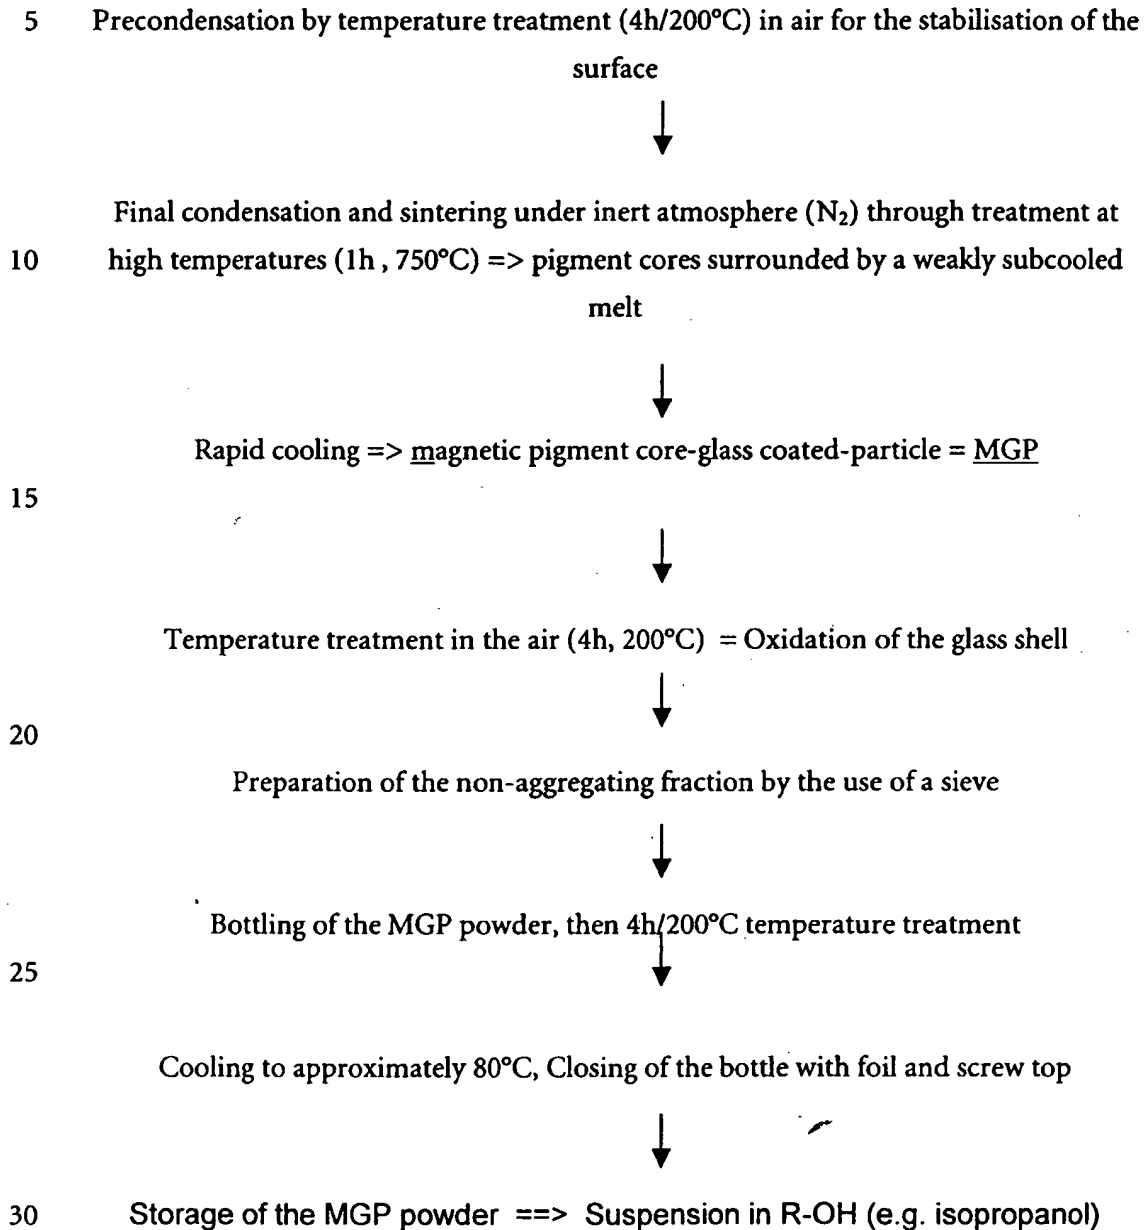 5 Precondensation by temperature treatment (4h/200°C) in air for the stabilisation of the
surface
Final condensation and sintering under inert atmosphere (N₂) through treatment at
10 high temperatures (1h , 750°C) => pigment cores surrounded by a weakly subcooled
melt
Rapid cooling => magnetic pigment core-glass coated-particle = MGP
15
Temperature treatment in the air (4h, 200°C) = Oxidation of the glass shell
20
Preparation of the non-aggregating fraction by the use of a sieve
Bottling of the MGP powder, then 4h/200°C temperature treatment
25
Cooling to approximately 80°C, Closing of the bottle with foil and screw top
30 Storage of the MGP powder ==> Suspension in R-OH (e.g. isopropanol)